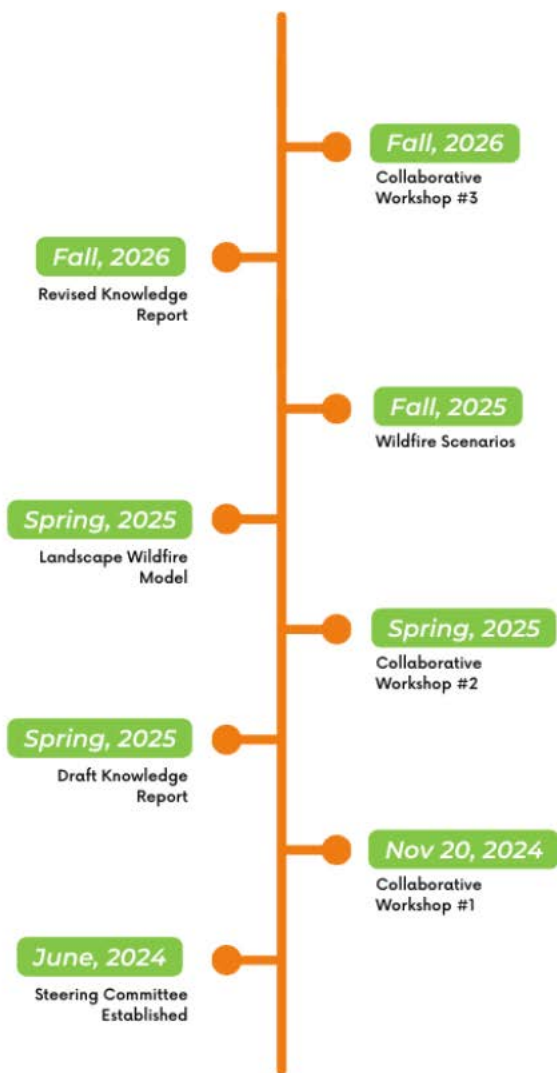 Fall, 2026
Collaborative
Workshop #3
Fall, 2026
Revised Knowledge
Report
Fall, 2025
Wildfire Scenarios
Spring, 2025
Landscape Wildfire
Model
Spring, 2025
Collaborative
Workshop #2
Spring, 2025
Draft Knowledge
Report
Nov 20, 2024
Collaborative
Workshop #1
June, 2024
Steering Committee
Established